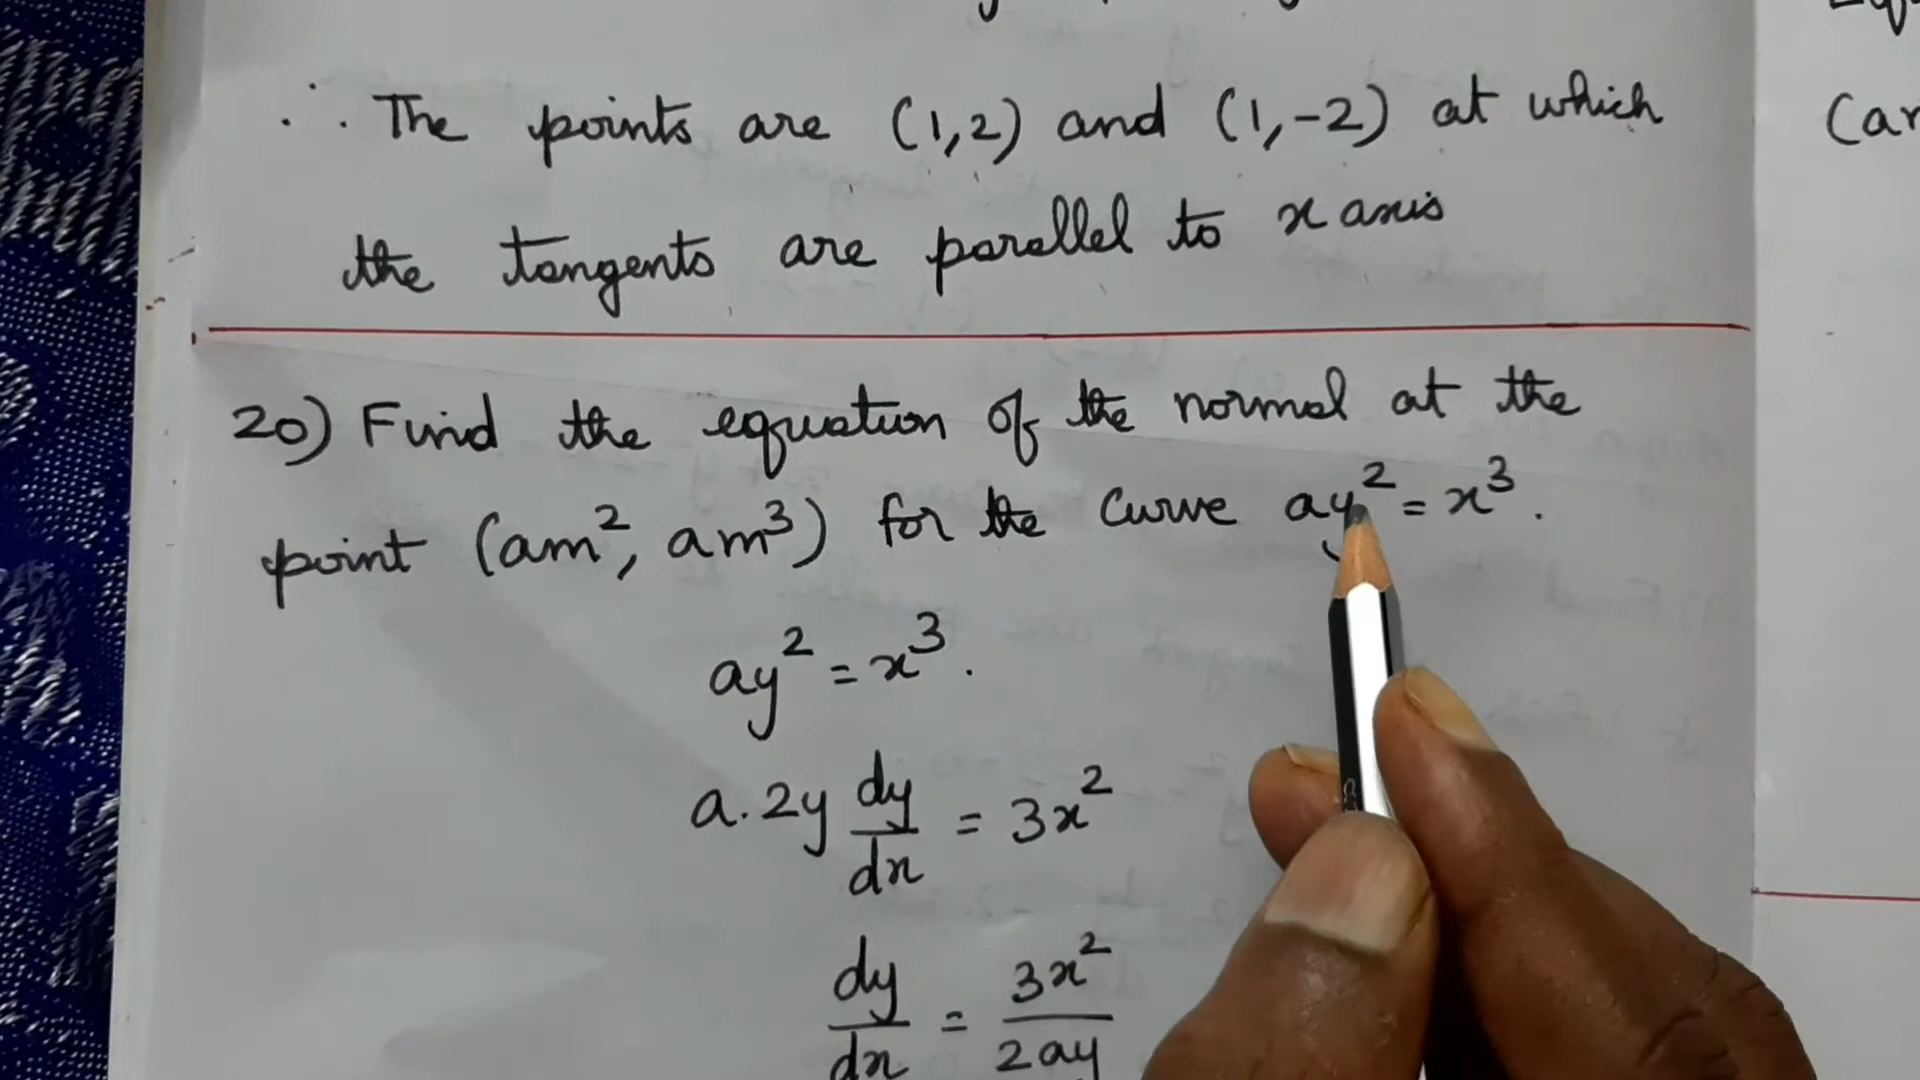 ∴ The points are (1,2) and (1,-2) at which
the tangents are parallel to x axis
20) Find the equation of the normal at the
point (am², am³) for the curve ay² = x³.
ay² = x³.
a. 2y dy/dx = 3x²
dy/dx = 3x²/2ay
(ar